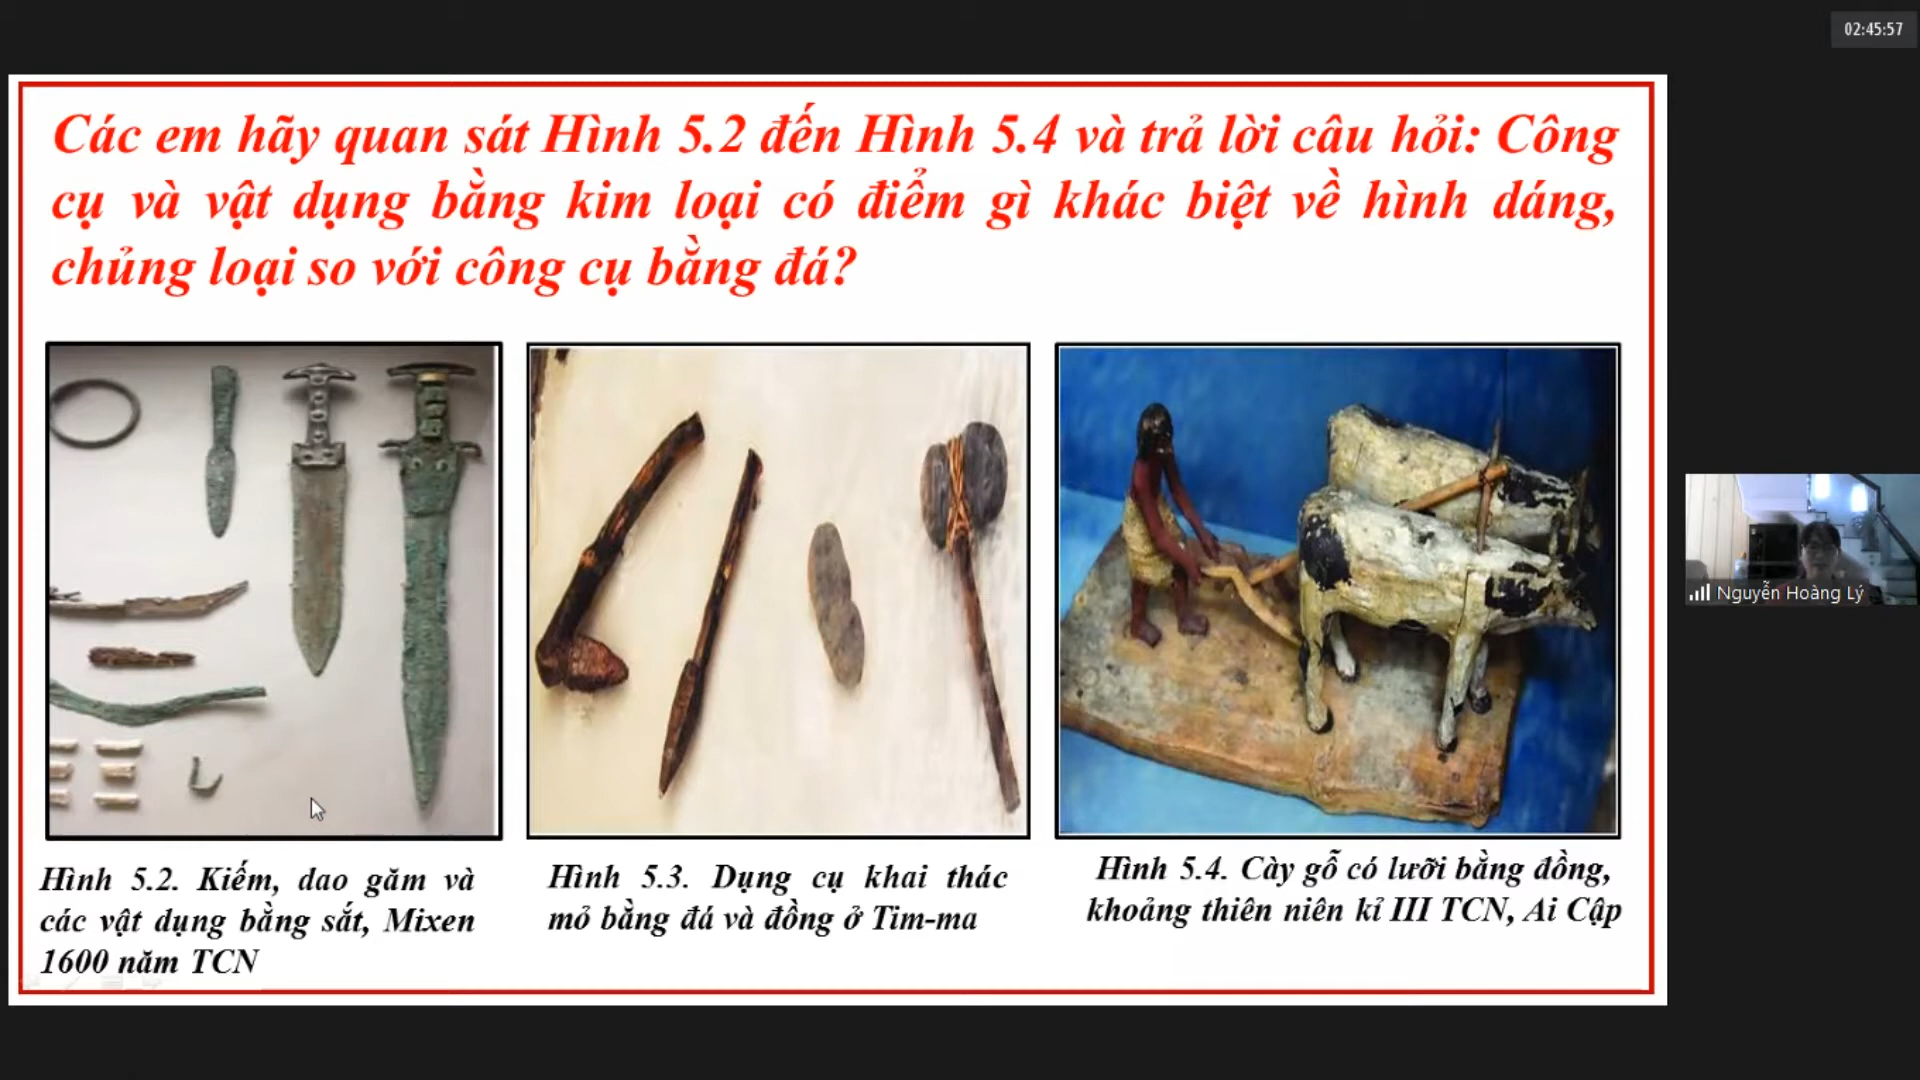 02:45:57
Các em hãy quan sát Hình 5.2 đến Hình 5.4 và trả lời câu hỏi: Công
cụ và vật dụng bằng kim loại có điểm gì khác biệt về hình dáng,
chủng loại so với công cụ bằng đá?
Hình 5.2. Kiếm, dao găm và
các vật dụng bằng sắt, Mixen
1600 năm TCN
Hình 5.3. Dụng cụ khai thác
mỏ bằng đá và đồng ở Tim-ma
Hình 5.4. Cày gỗ có lưỡi bằng đồng,
khoảng thiên niên kỉ III TCN, Ai Cập
Nguyễn Hoàng Lý